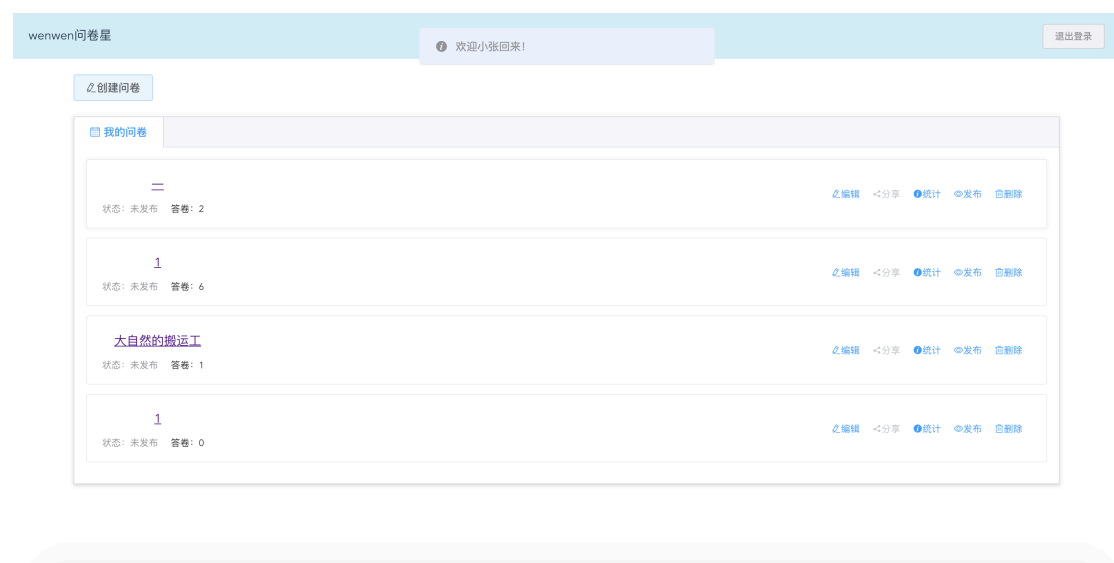 wenwen问卷星
欢迎小张回来！
退出登录
创建问卷
我的问卷
一
状态：未发布 答卷：2
编辑 分享 统计 发布 删除
1
状态：未发布 答卷：6
编辑 分享 统计 发布 删除
大自然的搬运工
状态：未发布 答卷：1
编辑 分享 统计 发布 删除
1
状态：未发布 答卷：0
编辑 分享 统计 发布 删除